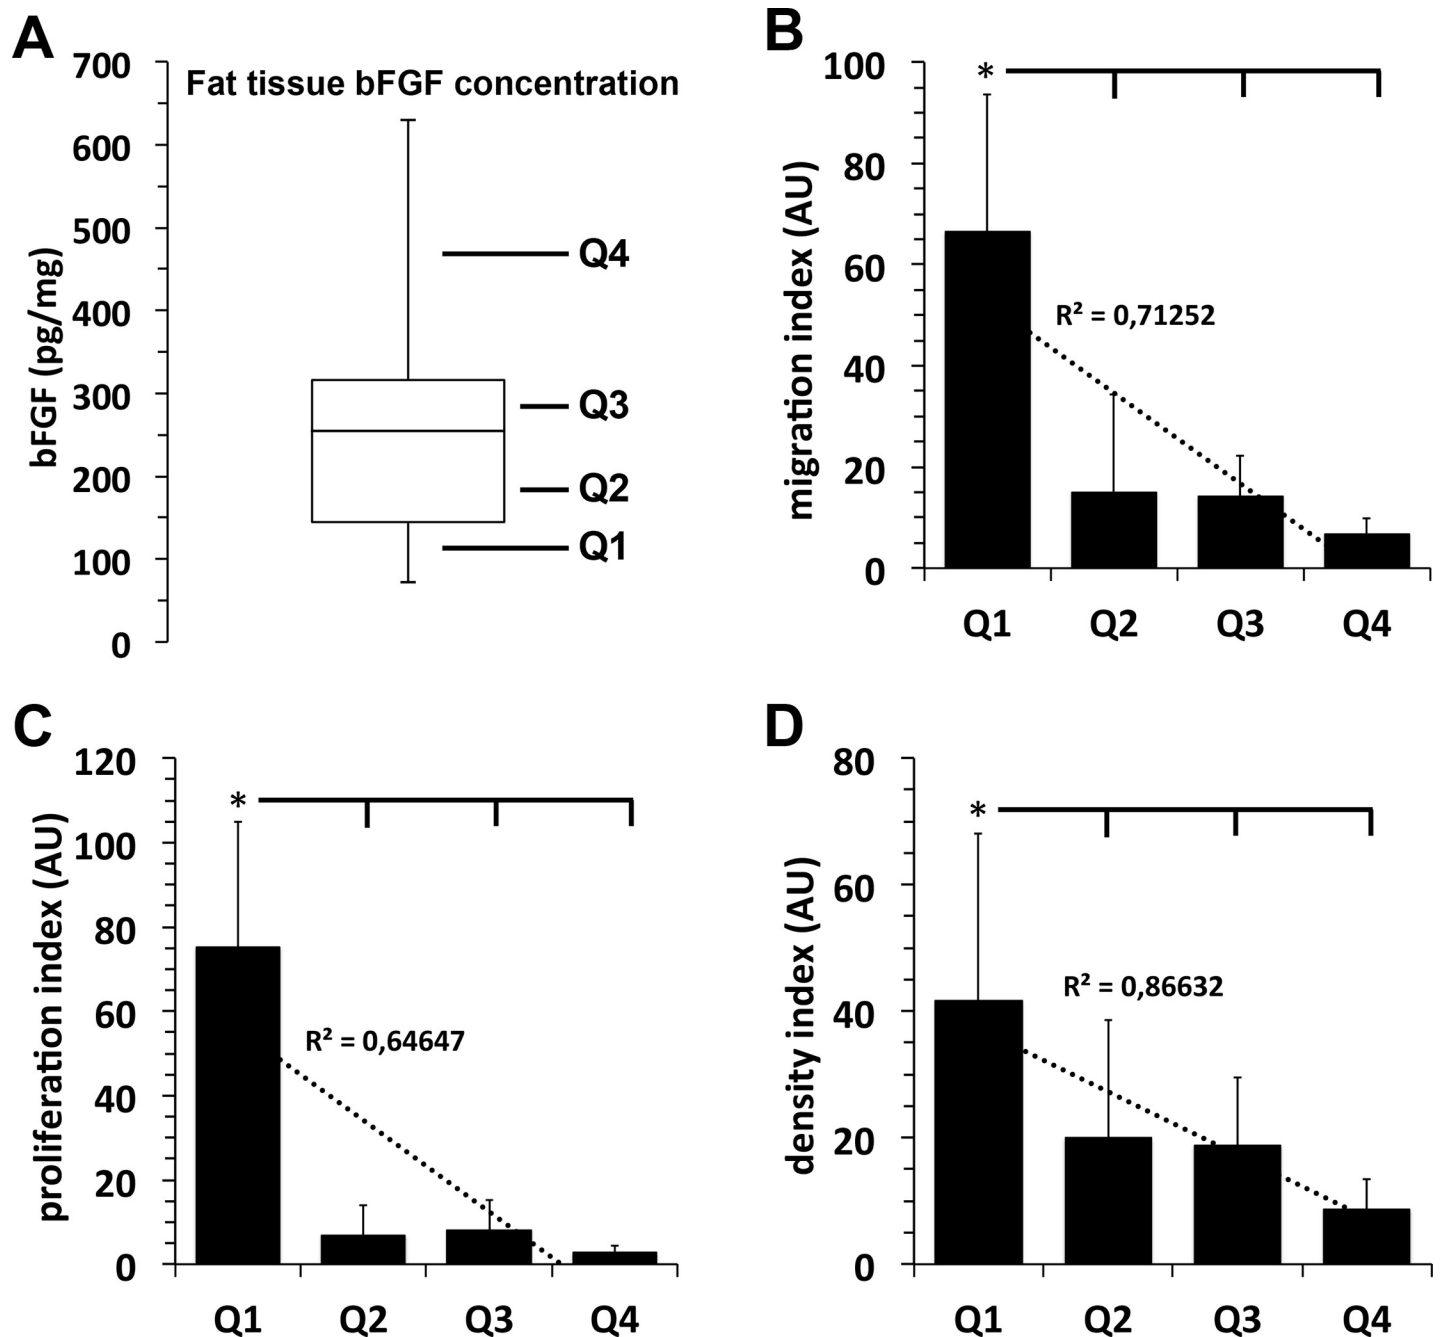 A
Fat tissue bFGF concentration
bFGF (pg/mg)
700
600
500
400
300
200
100
0
Q4
Q3
Q2
Q1
B
*
migration index (AU)
100
80
60
40
20
0
R² = 0,71252
Q1 Q2 Q3 Q4
C
*
proliferation index (AU)
120
100
80
60
40
20
0
R² = 0,64647
Q1 Q2 Q3 Q4
D
*
density index (AU)
80
60
40
20
0
R² = 0,86632
Q1 Q2 Q3 Q4